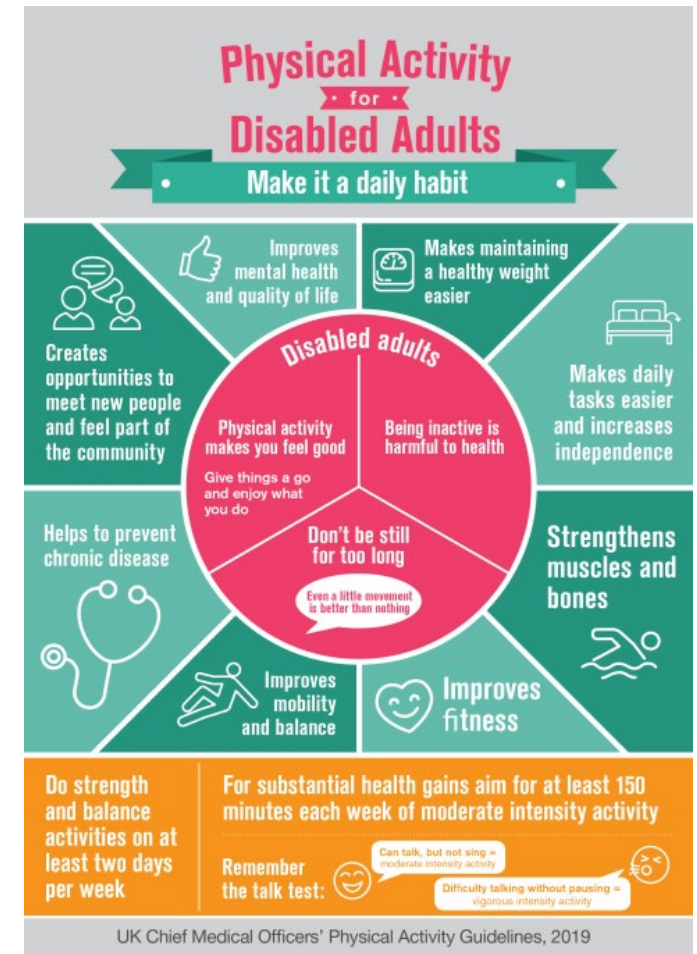 Physical Activity
for
Disabled Adults
Make it a daily habit
Improves
mental health
and quality of life
Makes maintaining
a healthy weight
easier
Creates
opportunities to
meet new people
and feel part of
the community
Makes daily
tasks easier
and increases
independence
Disabled adults
Physical activity
makes you feel good
Give things a go
and enjoy what
you do
Being inactive is
harmful to health
Don't be still
for too long
Even a little movement
is better than nothing
Helps to prevent
chronic disease
Strengthens
muscles and
bones
Improves
mobility
and balance
Improves
fitness
Do strength
and balance
activities on at
least two days
per week
For substantial health gains aim for at least 150
minutes each week of moderate intensity activity
Remember
the talk test:
Can talk, but not sing =
moderate intensity activity
Difficulty talking without pausing =
vigorous intensity activity
UK Chief Medical Officers' Physical Activity Guidelines, 2019